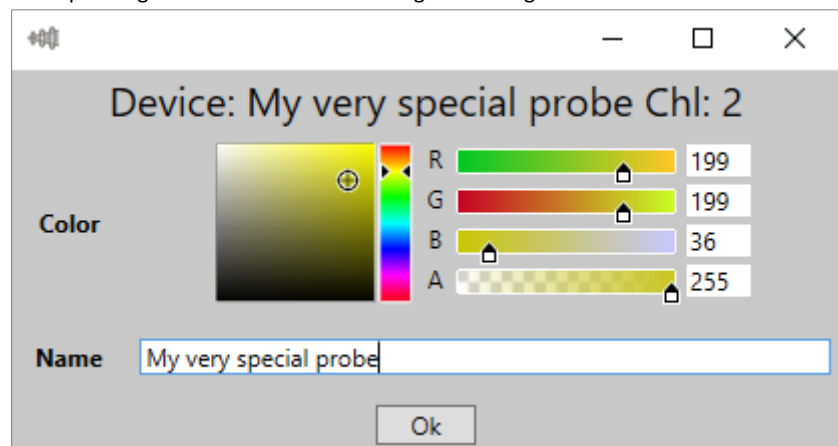 Device: My very special probe Chl: 2
R 199
G 199
Color
B 36
A 255
Name My very special probe
Ok